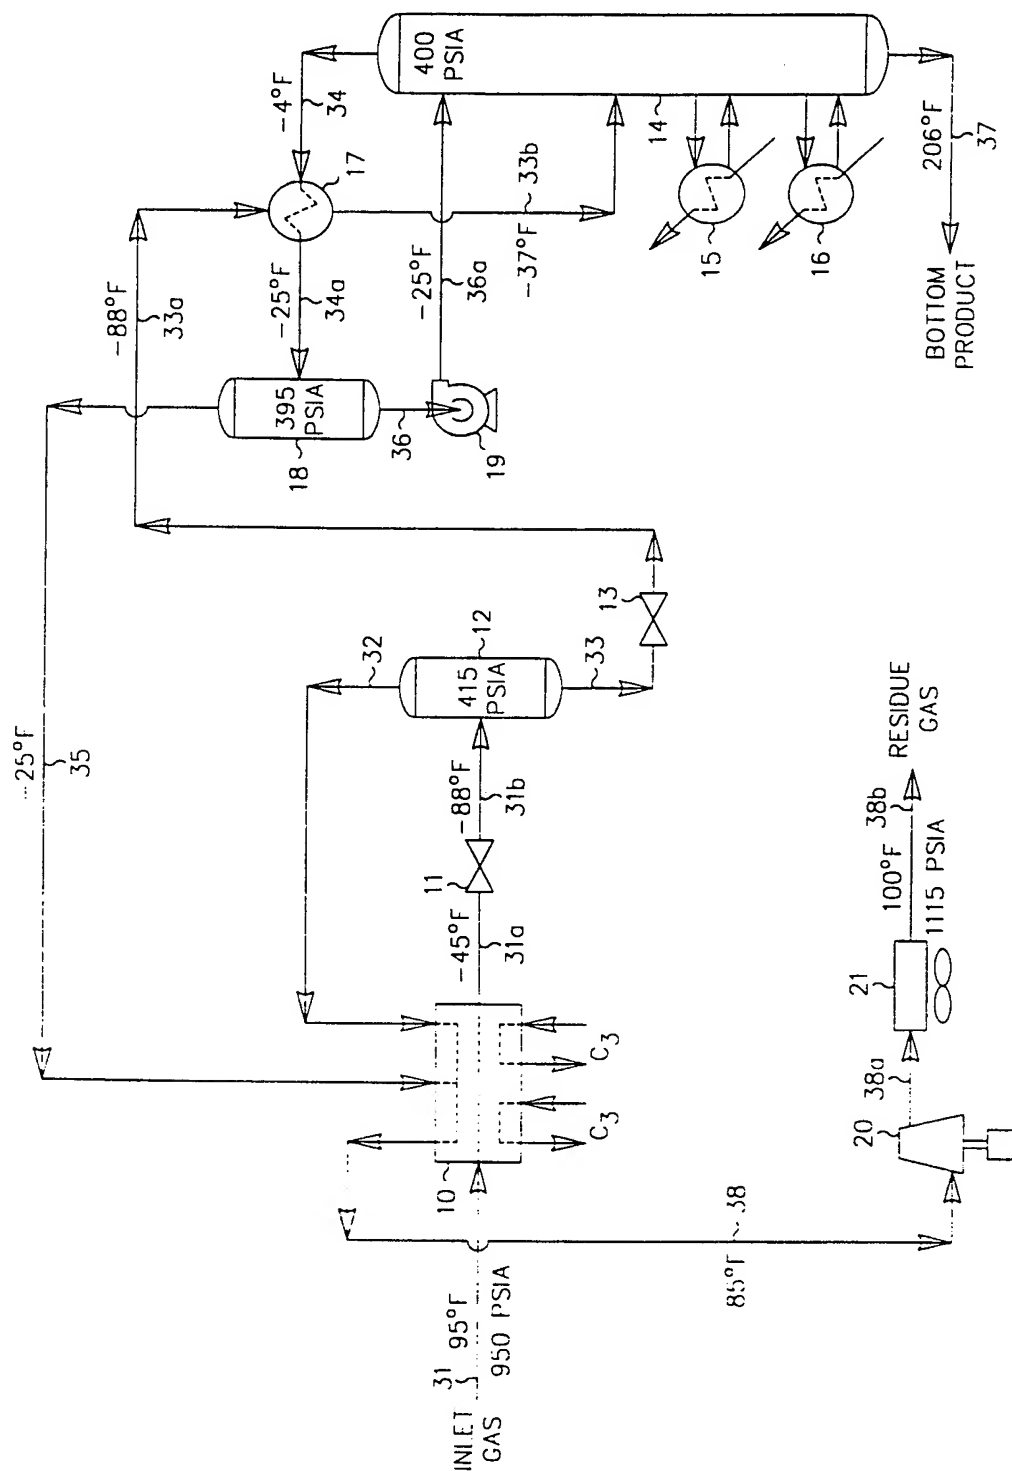 -25°F
35
-88°F
33a
-25°F
34a
-4°F
34
18
395
PSIA
17
32
36
400
PSIA
INLET
GAS
31
95°F
950 PSIA
10
11
-45°F
31a
-88°F
31b
415
PSIA
12
19
-25°F
36a
33
-37°F
33b
C3
C3
13
14
15
85°F
38
16
20
38a
21
100°F
38b
1115 PSIA
RESIDUE
GAS
206°F
37
BOTTOM
PRODUCT